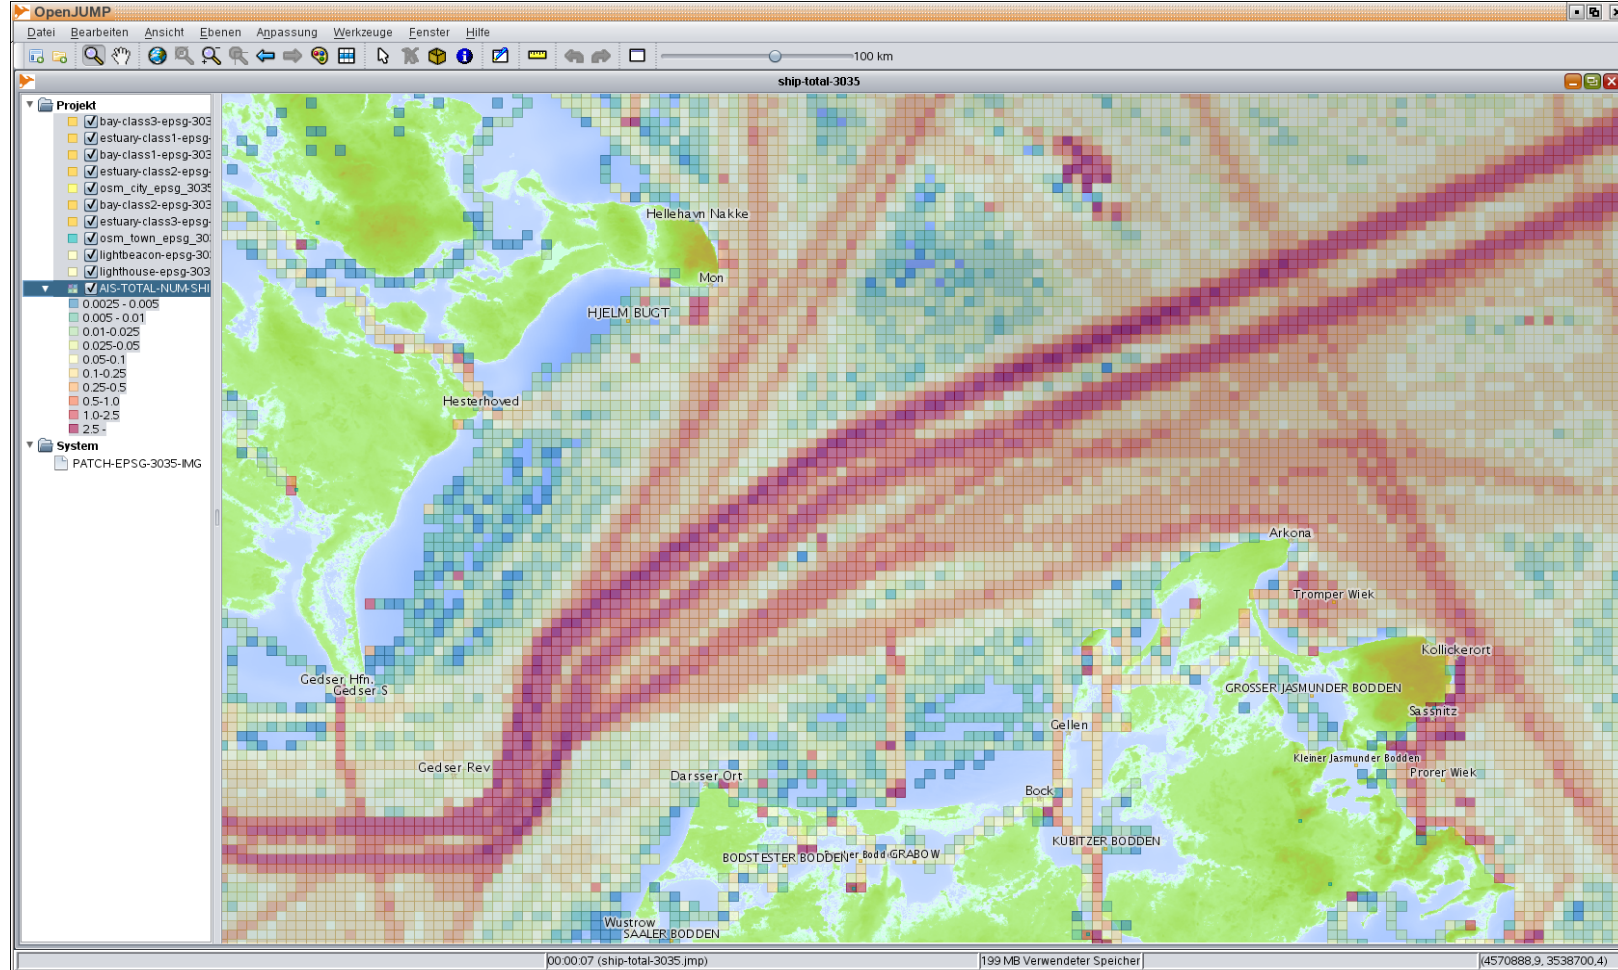 OpenJUMP
Datei Bearbeiten Ansicht Ebenen Anpassung Werkzeuge Fenster Hilfe
100 km
ship-total-3035
Projekt
bay-class3-epsg-303
estuary-class1-epsg-
bay-class1-epsg-303
estuary-class2-epsg-
osm_city_epsg_3035
bay-class2-epsg-303
estuary-class3-epsg-
osm_town_epsg_30
lightbeacon-epsg-30
lighthouse-epsg-303
AIS-TOTAL-NUM-SHI
0.0025 - 0.005
0.005 - 0.01
0.01-0.025
0.025-0.05
0.05-0.1
0.1-0.25
0.25-0.5
0.5-1.0
1.0-2.5
2.5 -
System
PATCH-EPSG-3035-IMG
Hellehavn Nakke
Mon
HJELM BUGT
Hesterhoved
Arkona
Tromper Wiek
Kollickerort
Gedser Hfn.
Gedser S
GROSSER JASMUNDER BODDEN
Sassnitz
Gellen
Kleiner Jasmunder Bodden
Gedser Rev
Darsser Ort
Prorer Wiek
Bock
KUBITZER BODDEN
BODSTESTER BODDEN
Bodd
GRABOW
Wustrow
SAALER BODDEN
00:00:07 (ship-total-3035.jmp)
199 MB Verwendeter Speicher
(4570888,9, 3538700,4)